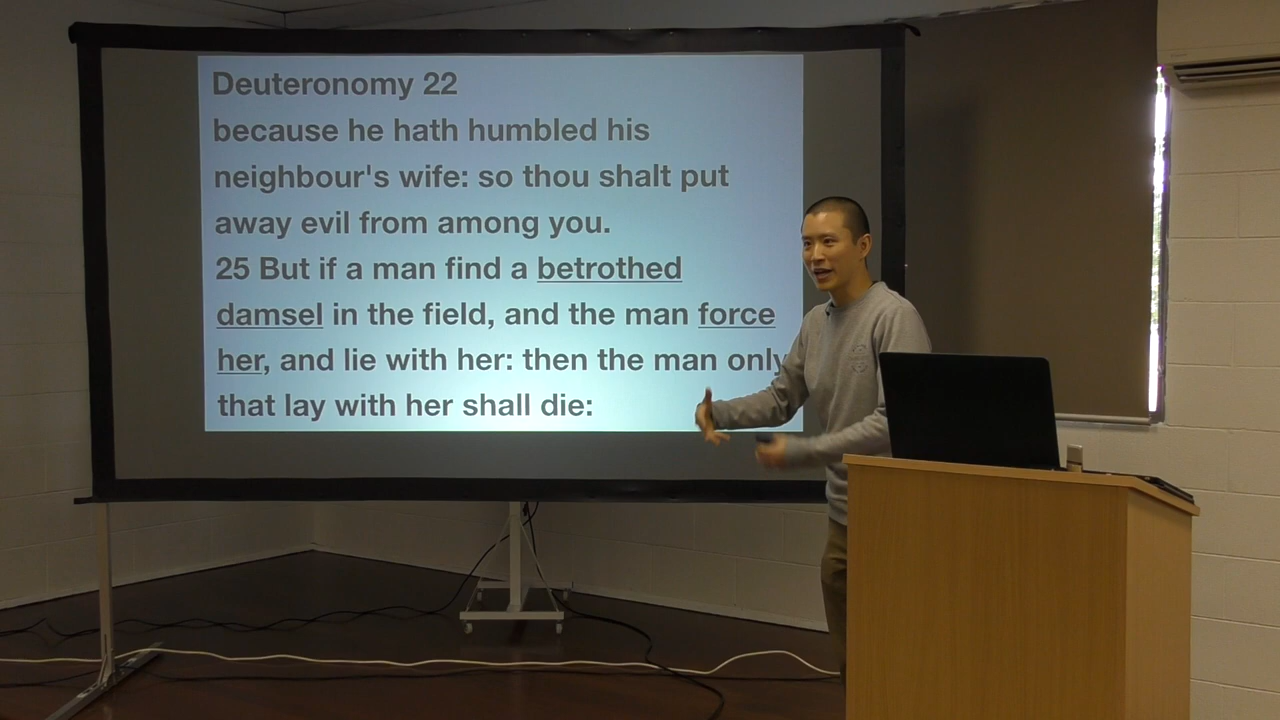 Deuteronomy 22
because he hath humbled his
neighbour's wife: so thou shalt put
away evil from among you.
25 But if a man find a betrothed
damsel in the field, and the man force
her, and lie with her: then the man only
that lay with her shall die: